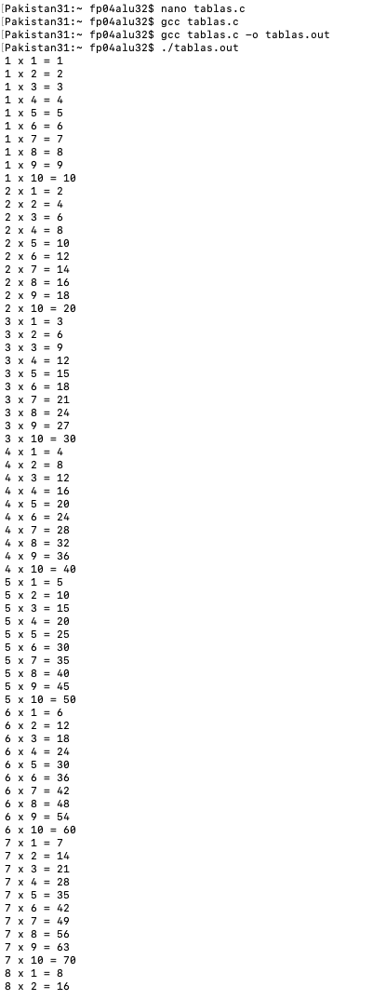 [Pakistan31:~ fp04alu32$ nano tablas.c
[Pakistan31:~ fp04alu32$ gcc tablas.c
[Pakistan31:~ fp04alu32$ gcc tablas.c -o tablas.out
[Pakistan31:~ fp04alu32$ ./tablas.out
1 x 1 = 1
1 x 2 = 2
1 x 3 = 3
1 x 4 = 4
1 x 5 = 5
1 x 6 = 6
1 x 7 = 7
1 x 8 = 8
1 x 9 = 9
1 x 10 = 10
2 x 1 = 2
2 x 2 = 4
2 x 3 = 6
2 x 4 = 8
2 x 5 = 10
2 x 6 = 12
2 x 7 = 14
2 x 8 = 16
2 x 9 = 18
2 x 10 = 20
3 x 1 = 3
3 x 2 = 6
3 x 3 = 9
3 x 4 = 12
3 x 5 = 15
3 x 6 = 18
3 x 7 = 21
3 x 8 = 24
3 x 9 = 27
3 x 10 = 30
4 x 1 = 4
4 x 2 = 8
4 x 3 = 12
4 x 4 = 16
4 x 5 = 20
4 x 6 = 24
4 x 7 = 28
4 x 8 = 32
4 x 9 = 36
4 x 10 = 40
5 x 1 = 5
5 x 2 = 10
5 x 3 = 15
5 x 4 = 20
5 x 5 = 25
5 x 6 = 30
5 x 7 = 35
5 x 8 = 40
5 x 9 = 45
5 x 10 = 50
6 x 1 = 6
6 x 2 = 12
6 x 3 = 18
6 x 4 = 24
6 x 5 = 30
6 x 6 = 36
6 x 7 = 42
6 x 8 = 48
6 x 9 = 54
6 x 10 = 60
7 x 1 = 7
7 x 2 = 14
7 x 3 = 21
7 x 4 = 28
7 x 5 = 35
7 x 6 = 42
7 x 7 = 49
7 x 8 = 56
7 x 9 = 63
7 x 10 = 70
8 x 1 = 8
8 x 2 = 16